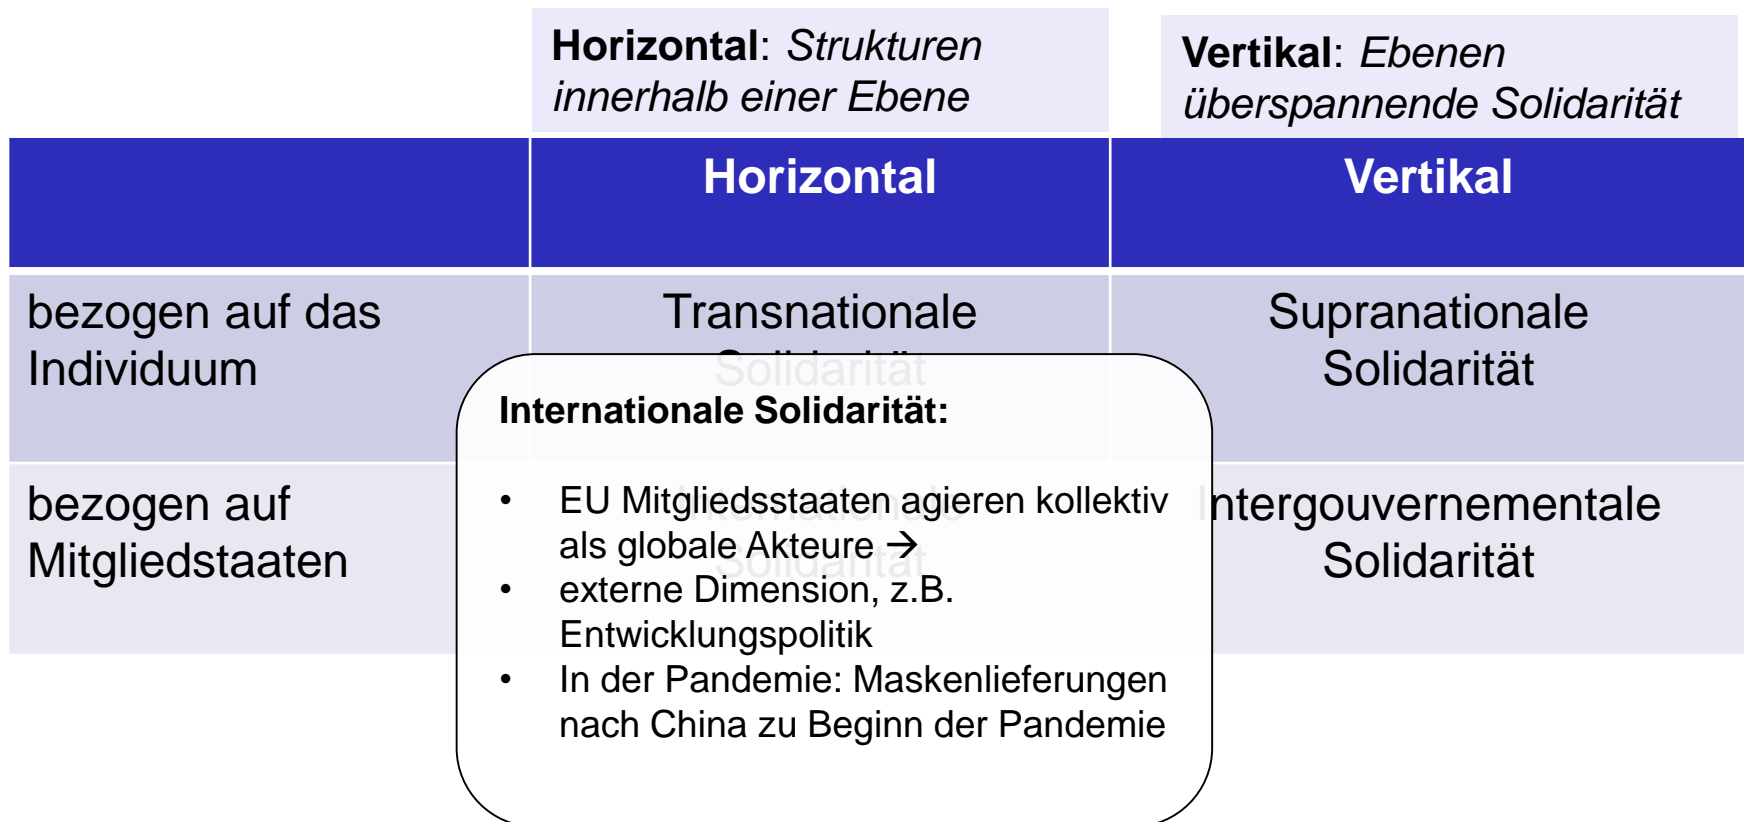 Horizontal: Strukturen
innerhalb einer Ebene
Vertikal: Ebenen
überspannende Solidarität
Horizontal
Vertikal
bezogen auf das
Individuum
Transnationale
Solidarität
Supranationale
Solidarität
bezogen auf
Mitgliedstaaten
Internationale
Solidarität
Intergouvernementale
Solidarität
Internationale Solidarität:
• EU Mitgliedsstaaten agieren kollektiv
als globale Akteure →
• externe Dimension, z.B.
Entwicklungspolitik
• In der Pandemie: Maskenlieferungen
nach China zu Beginn der Pandemie